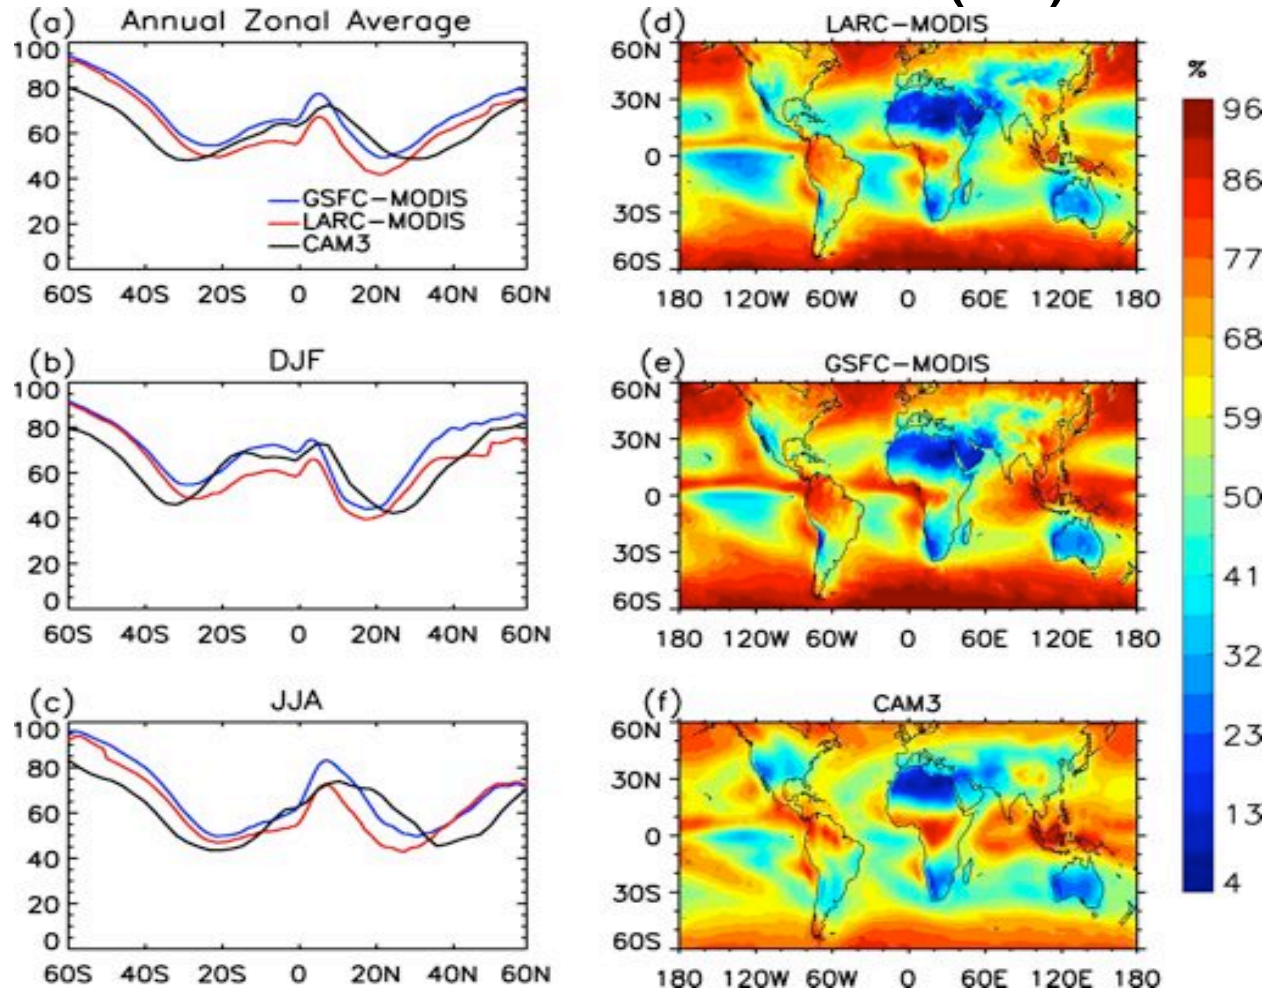 (a) Annual Zonal Average
100
80
60
40
20
0
GSFC-MODIS
LARC-MODIS
CAM3
60S 40S 20S 0 20N 40N 60N
(b) DJF
100
80
60
40
20
0
60S 40S 20S 0 20N 40N 60N
(c) JJA
100
80
60
40
20
0
60S 40S 20S 0 20N 40N 60N
(d) LARC-MODIS
60N
30N
0
30S
60S
180 120W 60W 0 60E 120E 180
(e) GSFC-MODIS
60N
30N
0
30S
60S
180 120W 60W 0 60E 120E 180
(f) CAM3
60N
30N
0
30S
60S
180 120W 60W 0 60E 120E 180
%
96
86
77
68
59
50
41
32
23
13
4